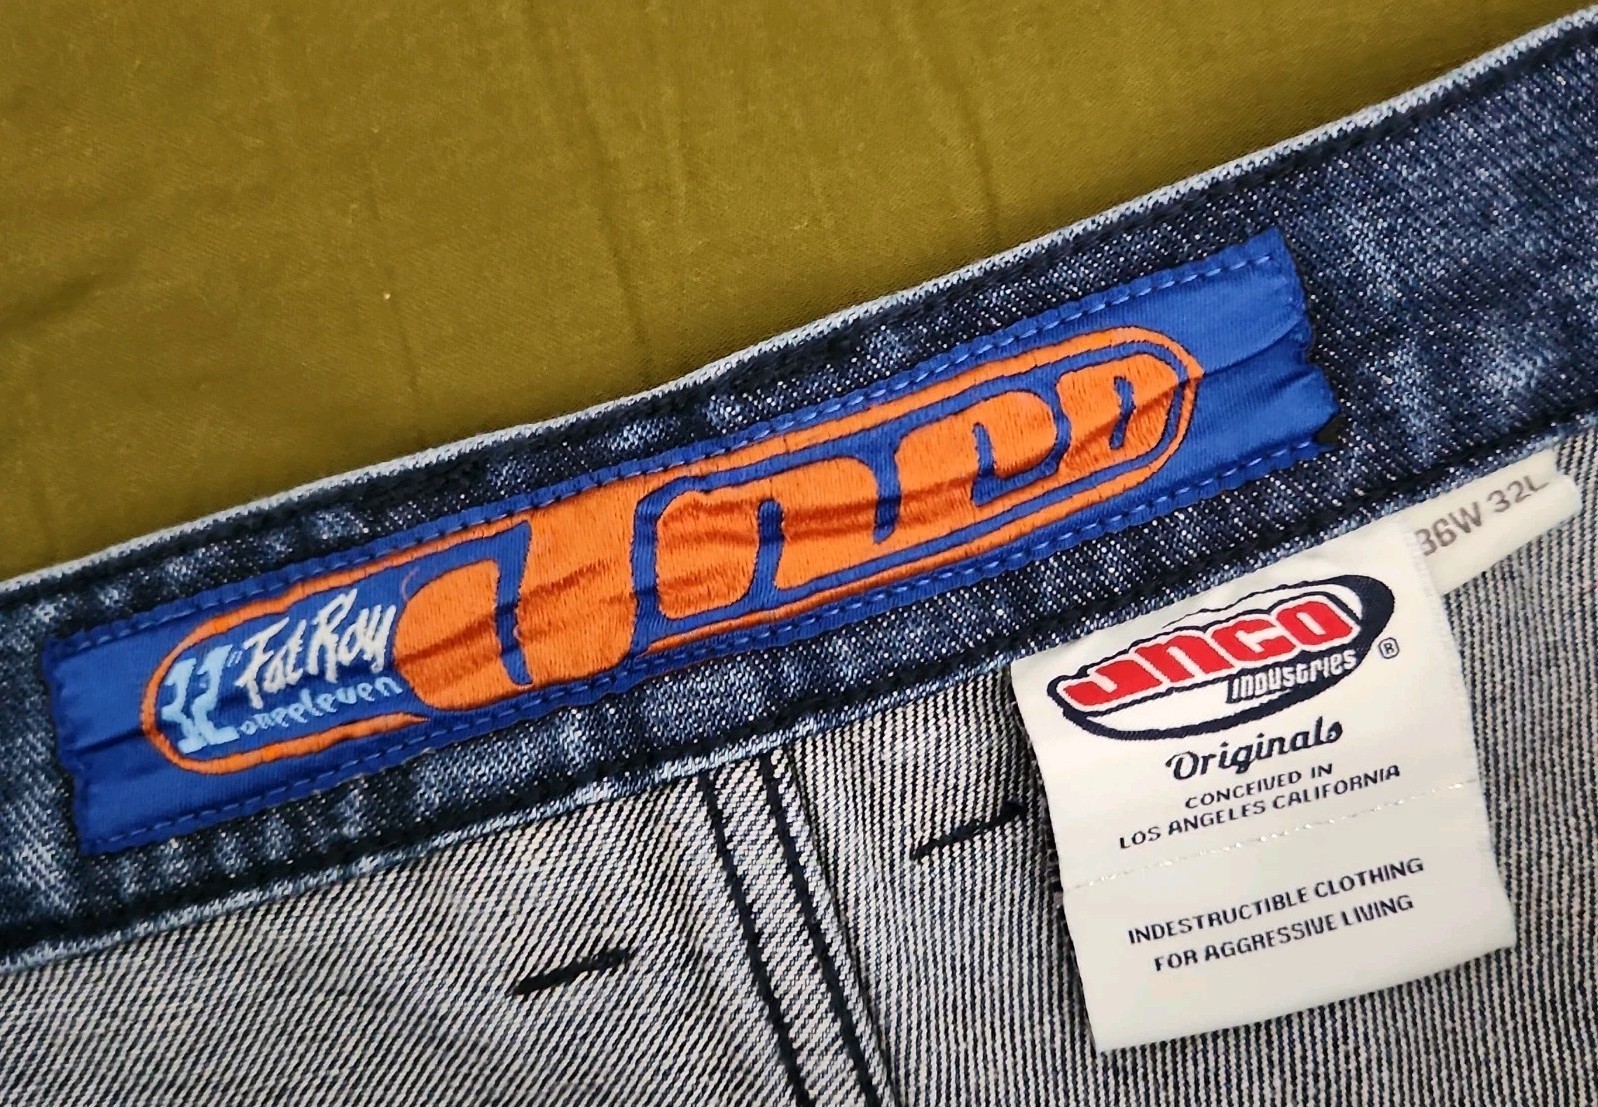 11
"Fat Ray
oneeleven
JNCO
36W 32L
JNCO
INDUSTRIES ®
Originals
CONCEIVED IN
LOS ANGELES CALIFORNIA
INDESTRUCTIBLE CLOTHING
FOR AGGRESSIVE LIVING